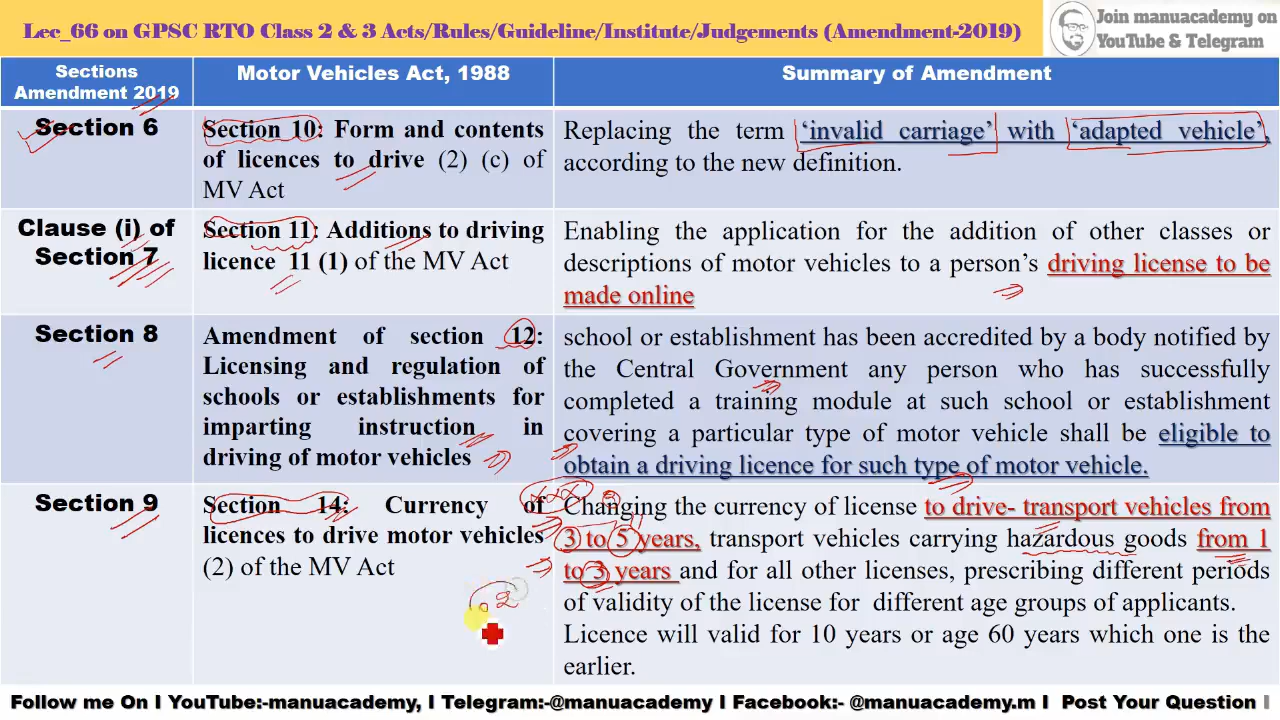 Lec_66 on GPSC RTO Class 2 & 3 Acts/Rules/Guideline/Institute/Judgements (Amendment-2019)
Join manuacademy on
YouTube & Telegram
Sections
Amendment 2019
Motor Vehicles Act, 1988
Summary of Amendment
Section 6
Section 10: Form and contents
of licences to drive (2) (c) of
MV Act
Replacing the term ‘invalid carriage’ with ‘adapted vehicle’,
according to the new definition.
Clause (i) of
Section 7
Section 11: Additions to driving
licence 11 (1) of the MV Act
Enabling the application for the addition of other classes or
descriptions of motor vehicles to a person’s driving license to be
made online
Section 8
Amendment of section 12:
Licensing and regulation of
schools or establishments for
imparting instruction in
driving of motor vehicles
school or establishment has been accredited by a body notified by
the Central Government any person who has successfully
completed a training module at such school or establishment
covering a particular type of motor vehicle shall be eligible to
obtain a driving licence for such type of motor vehicle.
Section 9
Section 14: Currency of
licences to drive motor vehicles
(2) of the MV Act
Changing the currency of license to drive- transport vehicles from
3 to 5 years, transport vehicles carrying hazardous goods from 1
to 3 years and for all other licenses, prescribing different periods
of validity of the license for different age groups of applicants.
Licence will valid for 10 years or age 60 years which one is the
earlier.
2
Follow me On I YouTube:-manuacademy, I Telegram:-@manuacademy I Facebook:- @manuacademy.m I Post Your Question I